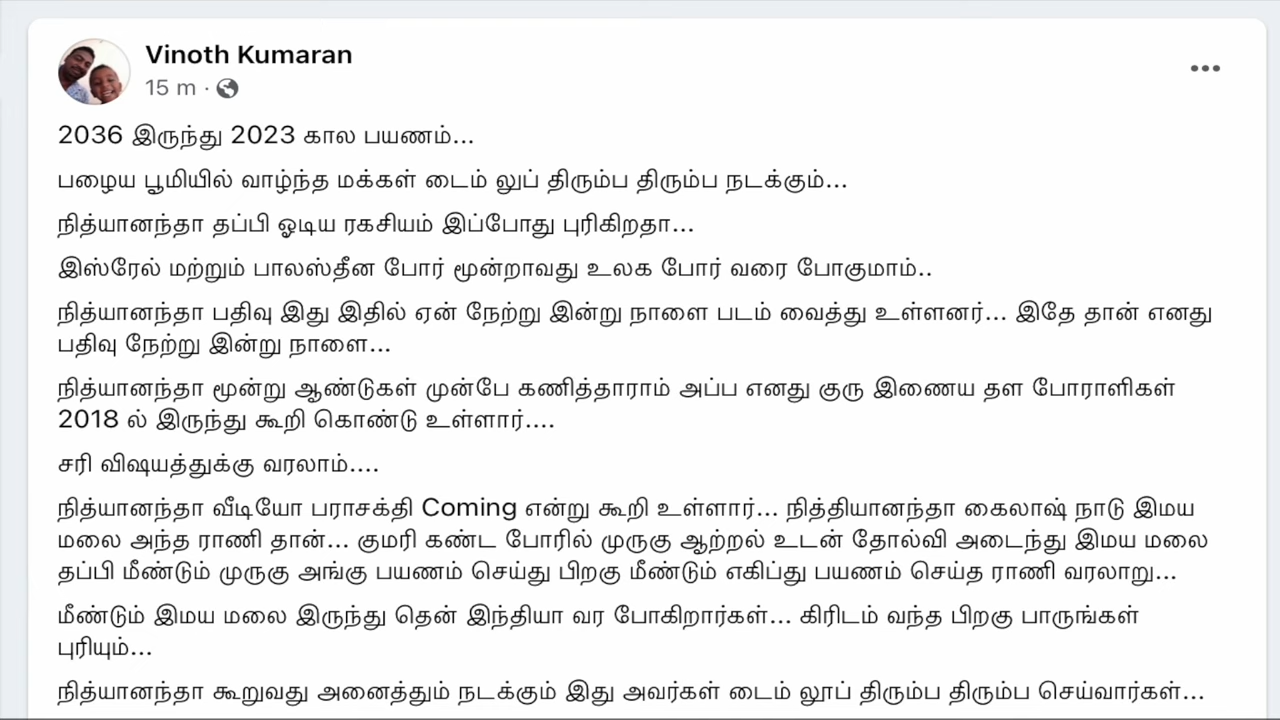 Vinoth Kumaran
15 m ·
2036 இருந்து 2023 கால பயணம்...
பழைய பூமியில் வாழ்ந்த மக்கள் டைம் லுப் திரும்ப திரும்ப நடக்கும்...
நித்யானந்தா தப்பி ஓடிய ரகசியம் இப்போது புரிகிறதா...
இஸ்ரேல் மற்றும் பாலஸ்தீன போர் மூன்றாவது உலக போர் வரை போகுமாம்..
நித்யானந்தா பதிவு இது இதில் ஏன் நேற்று இன்று நாளை படம் வைத்து உள்ளனர்... இதே தான் எனது
பதிவு நேற்று இன்று நாளை...
நித்யானந்தா மூன்று ஆண்டுகள் முன்பே கணித்தாராம் அப்ப எனது குரு இணைய தள போராளிகள்
2018 ல் இருந்து கூறி கொண்டு உள்ளார்....
சரி விஷயத்துக்கு வரலாம்....
நித்யானந்தா வீடியோ பராசக்தி Coming என்று கூறி உள்ளார்... நித்தியானந்தா கைலாஷ் நாடு இமய
மலை அந்த ராணி தான்... குமரி கண்ட போரில் முருகு ஆற்றல் உடன் தோல்வி அடைந்து இமய மலை
தப்பி மீண்டும் முருகு அங்கு பயணம் செய்து பிறகு மீண்டும் எகிப்து பயணம் செய்த ராணி வரலாறு...
மீண்டும் இமய மலை இருந்து தென் இந்தியா வர போகிறார்கள்... கிரிடம் வந்த பிறகு பாருங்கள்
புரியும்...
நித்யானந்தா கூறுவது அனைத்தும் நடக்கும் இது அவர்கள் டைம் லூப் திரும்ப திரும்ப செய்வார்கள்...